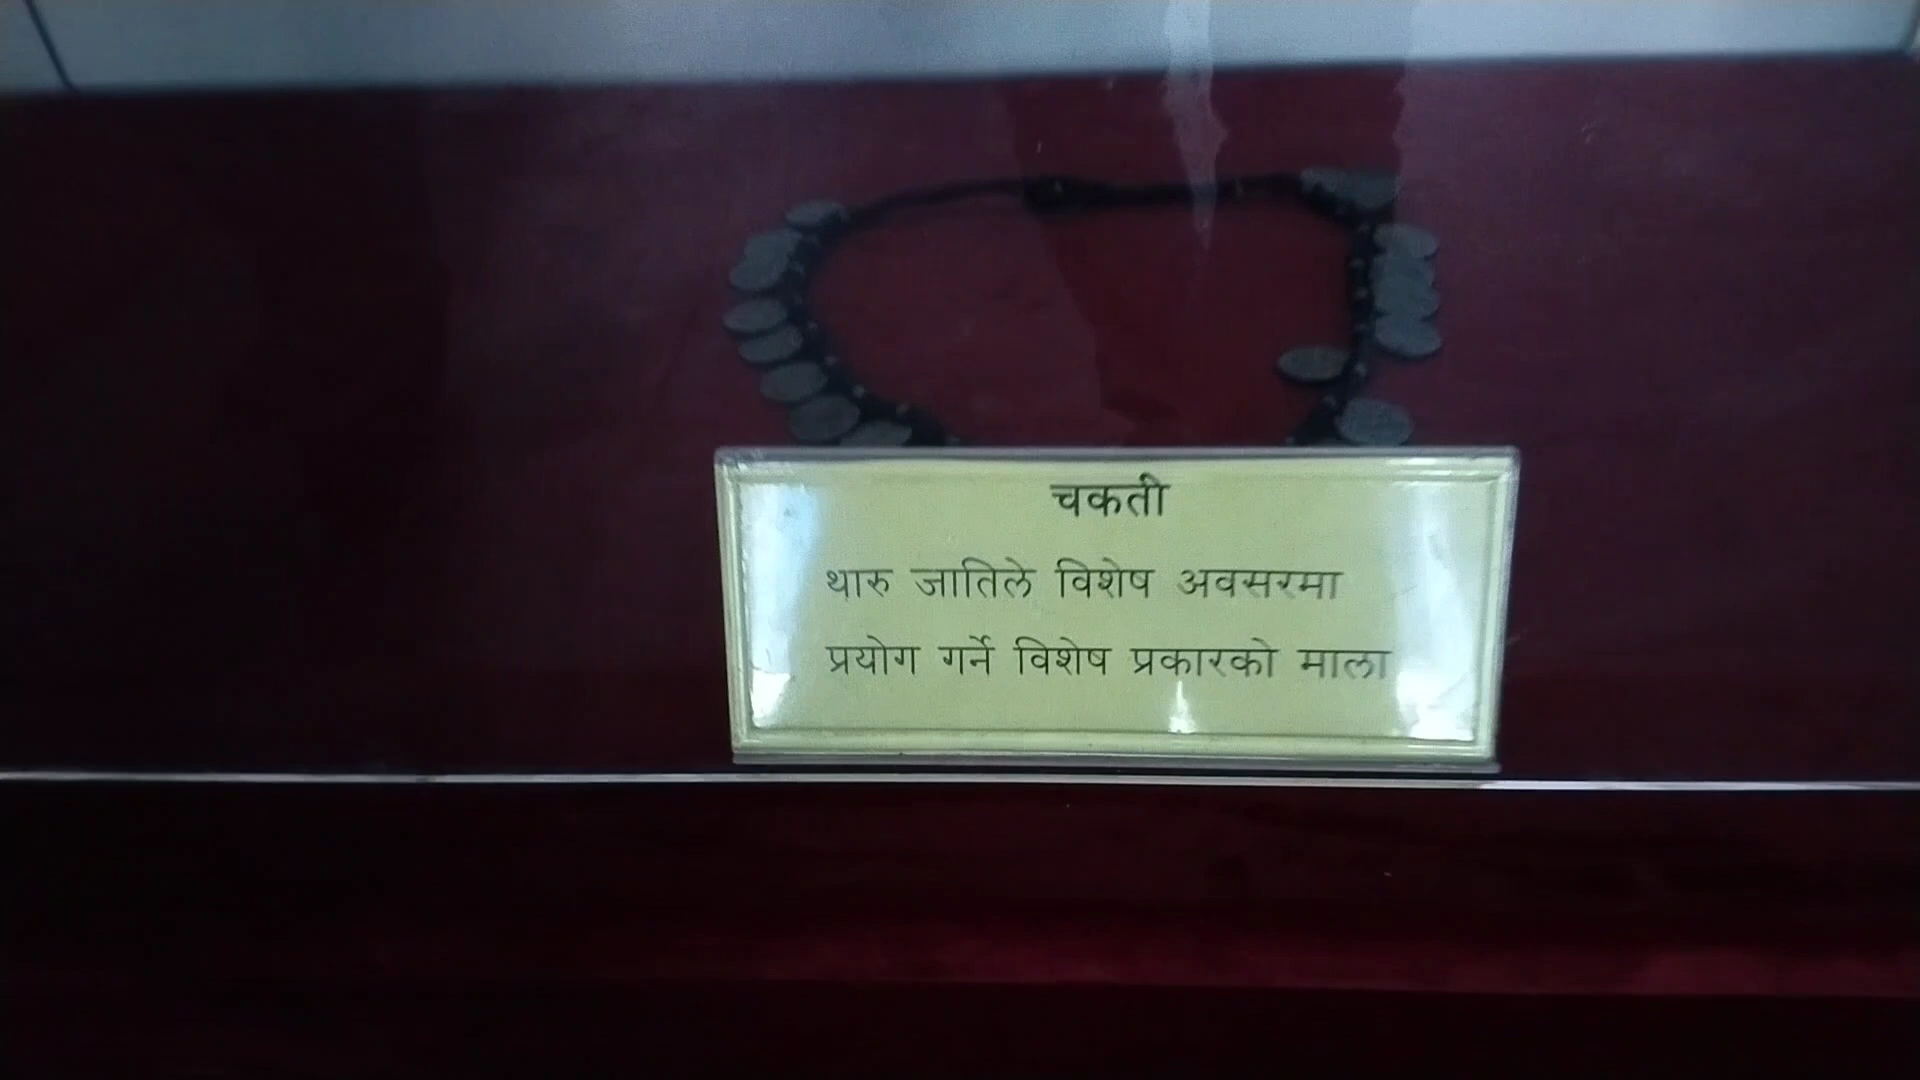 चकती
थारु जातिले विशेष अवसरमा
प्रयोग गर्ने विशेष प्रकारको माला